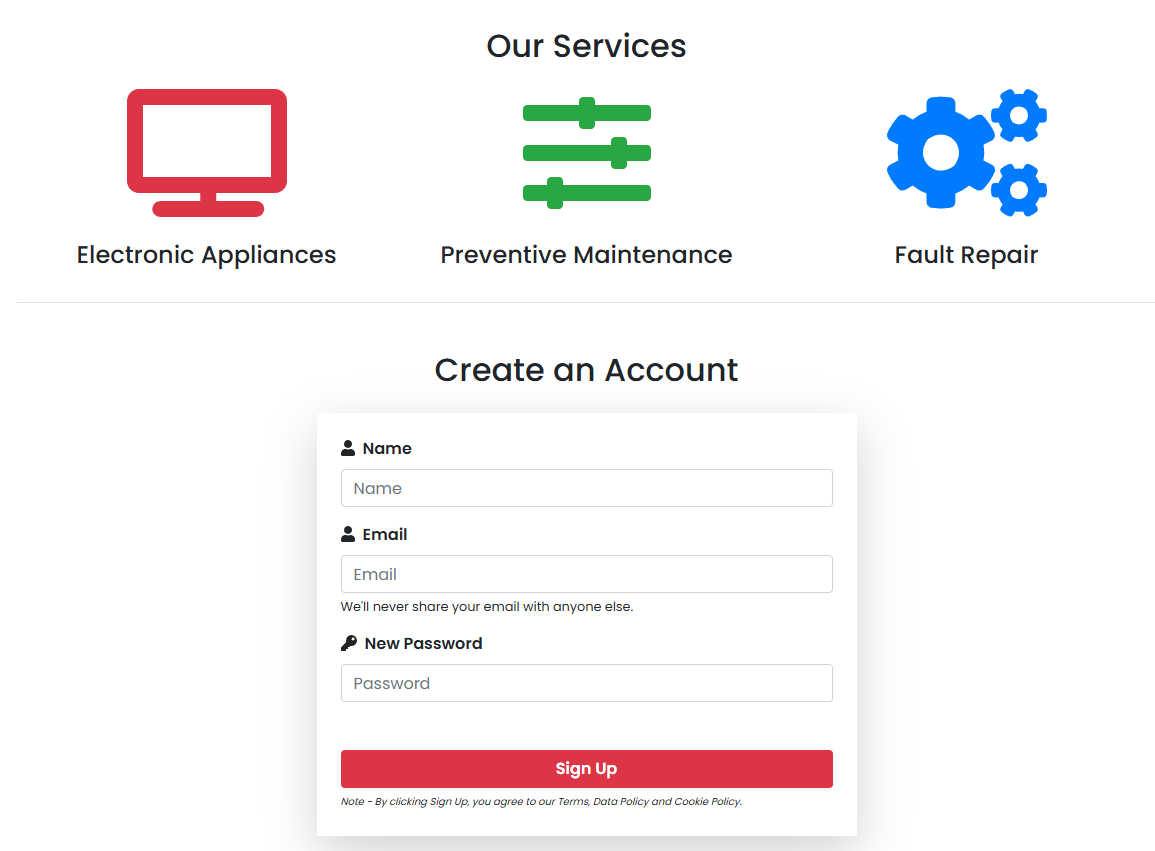 Our Services
Electronic Appliances
Preventive Maintenance
Fault Repair
Create an Account
Name
Name
Email
Email
We'll never share your email with anyone else.
New Password
Password
Sign Up
Note - By clicking Sign Up, you agree to our Terms, Data Policy and Cookie Policy.